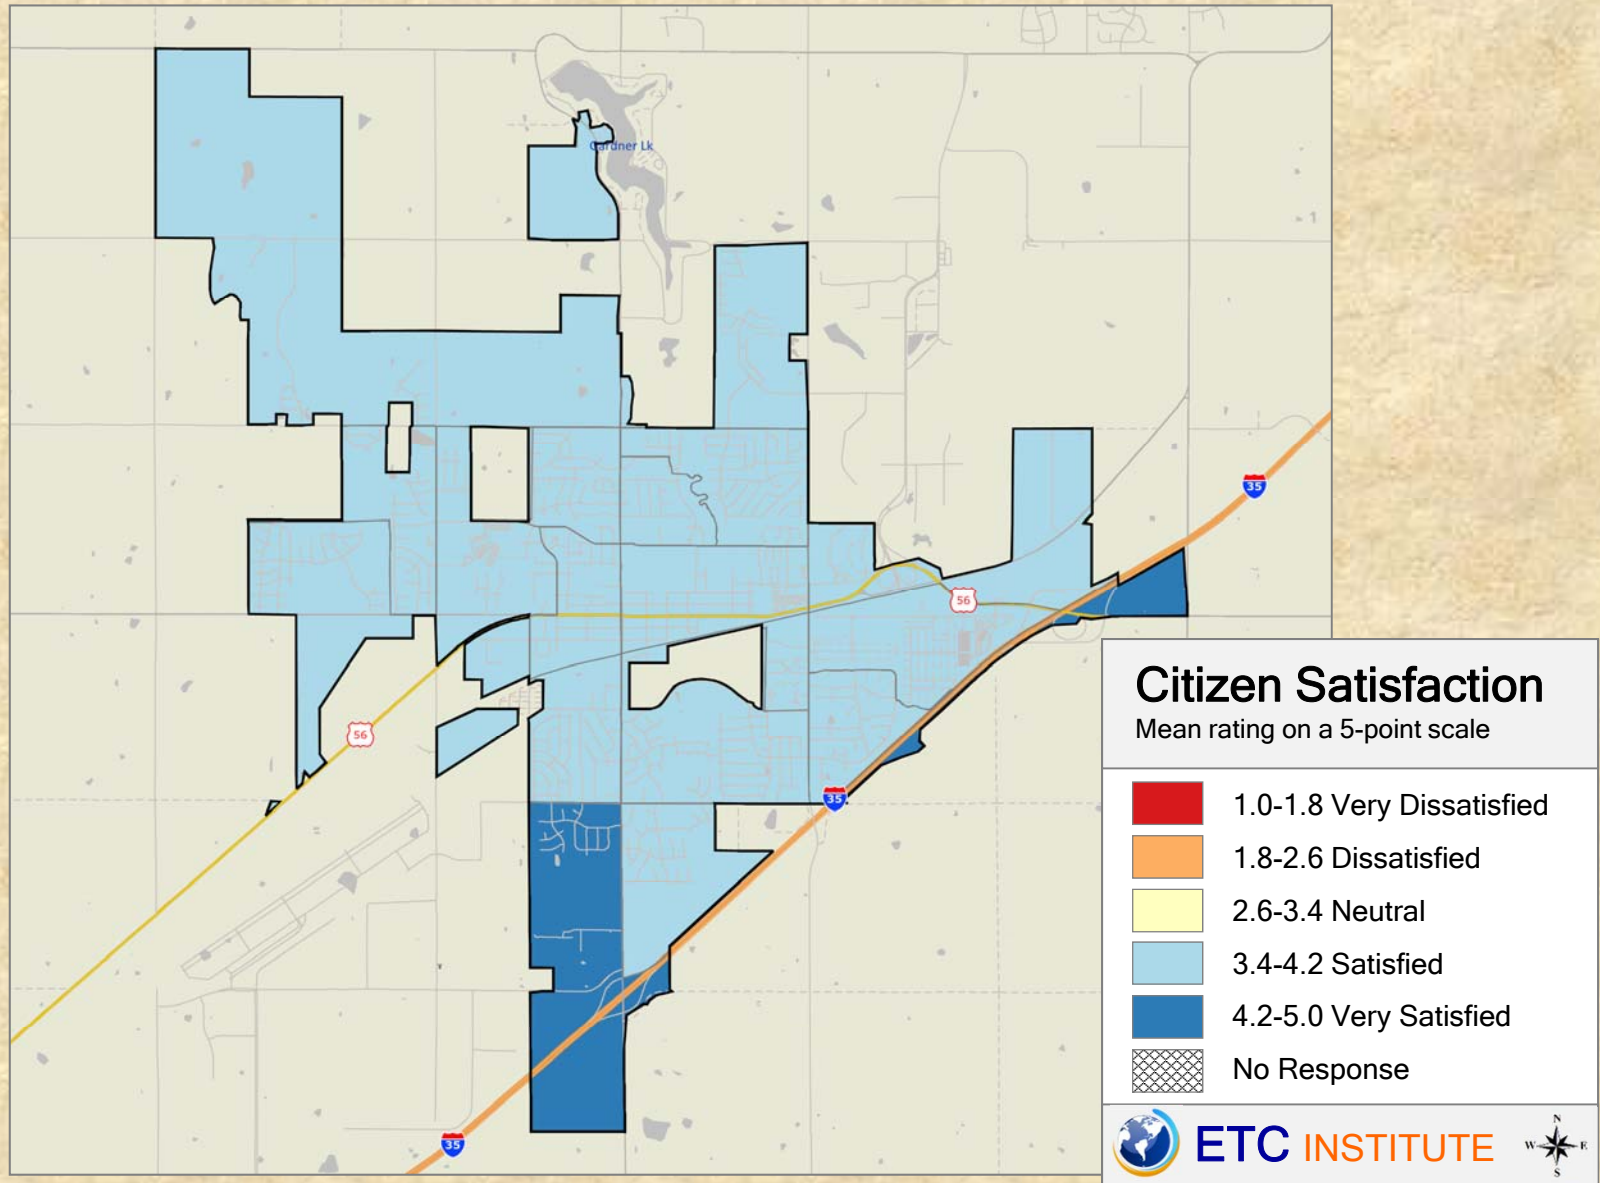 Gardner Lk
1
35
56
56
35
35
Citizen Satisfaction
Mean rating on a 5-point scale
1.0-1.8 Very Dissatisfied
1.8-2.6 Dissatisfied
2.6-3.4 Neutral
3.4-4.2 Satisfied
4.2-5.0 Very Satisfied
No Response
ETC INSTITUTE
N
W E
S